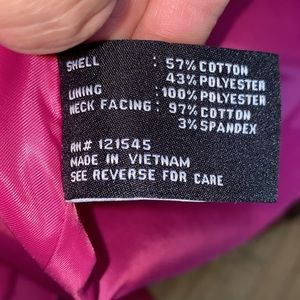 SHELL : 57% COTTON
43% POLYESTER
LINING : 100% POLYESTER
NECK FACING : 97% COTTON
3% SPANDEX
RN# 121545
MADE IN VIETNAM
SEE REVERSE FOR CARE